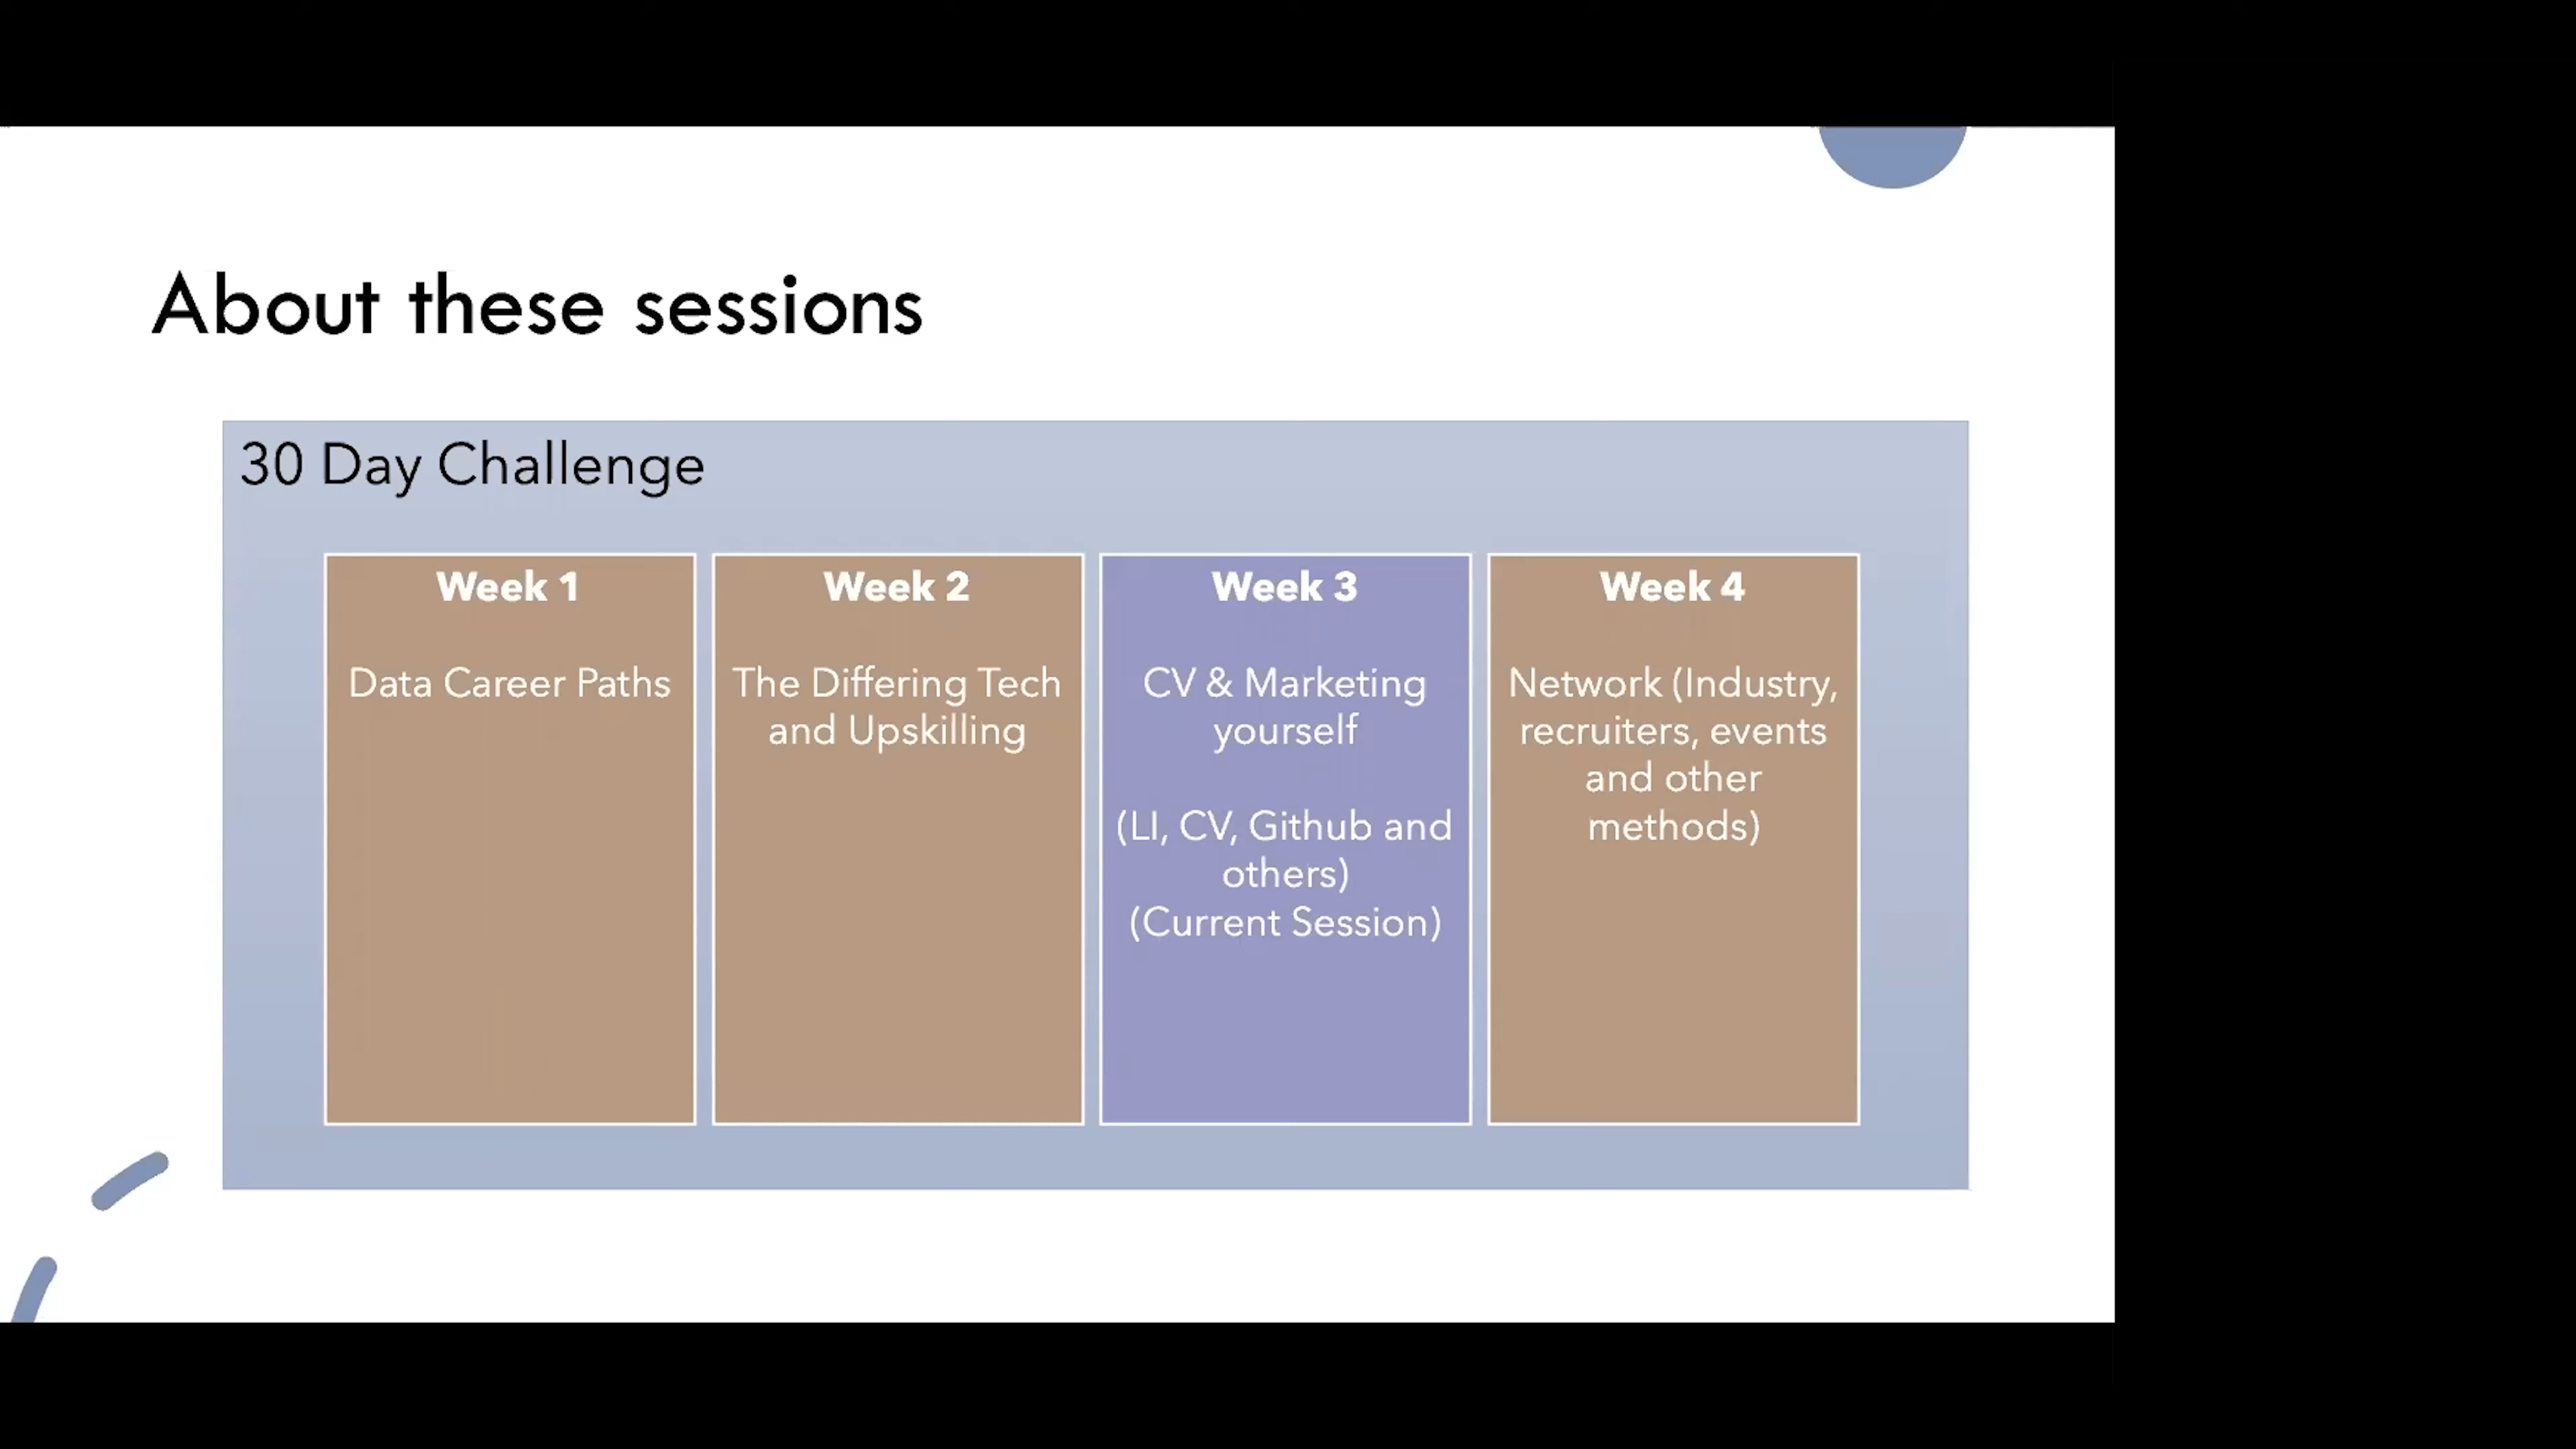 About these sessions
30 Day Challenge
Week 1
Data Career Paths
Week 2
The Differing Tech
and Upskilling
Week 3
CV & Marketing
yourself
(LI, CV, Github and
others)
(Current Session)
Week 4
Network (Industry,
recruiters, events
and other
methods)